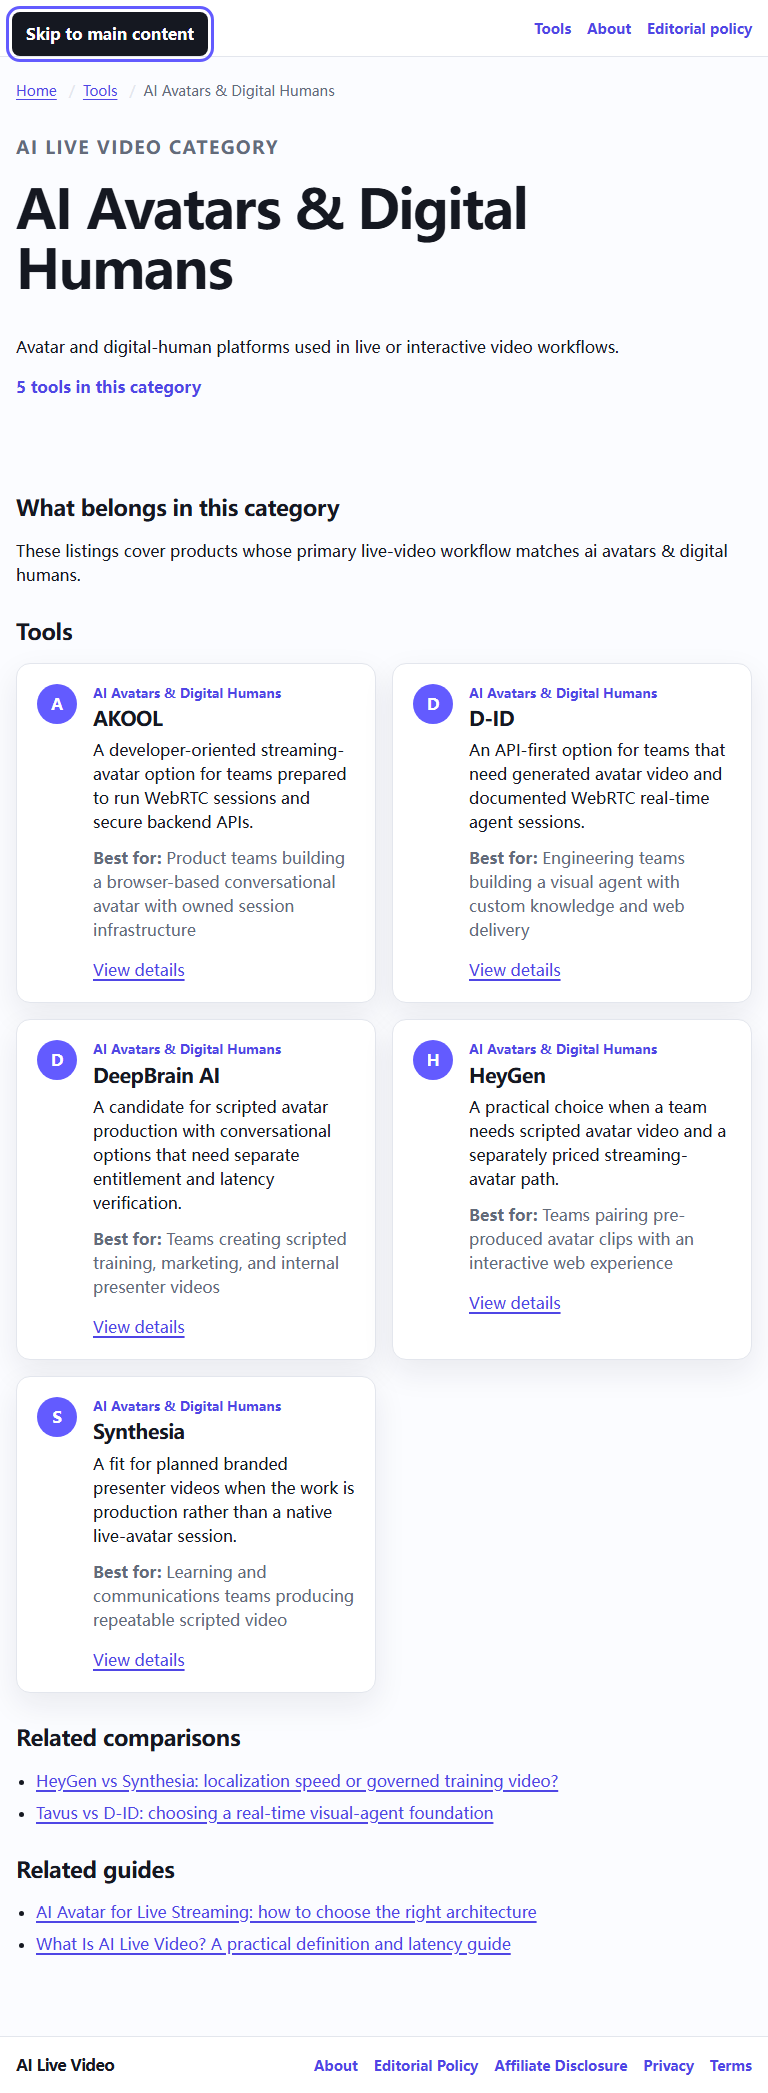 Skip to main content
Tools About Editorial policy
Home / Tools / AI Avatars & Digital Humans
AI LIVE VIDEO CATEGORY
AI Avatars & Digital
Humans
Avatar and digital-human platforms used in live or interactive video workflows.
5 tools in this category
What belongs in this category
These listings cover products whose primary live-video workflow matches ai avatars & digital
humans.
Tools
A
AI Avatars & Digital Humans
AKOOL
A developer-oriented streaming-
avatar option for teams prepared
to run WebRTC sessions and
secure backend APIs.
Best for: Product teams building
a browser-based conversational
avatar with owned session
infrastructure
View details
D
AI Avatars & Digital Humans
D-ID
An API-first option for teams that
need generated avatar video and
documented WebRTC real-time
agent sessions.
Best for: Engineering teams
building a visual agent with
custom knowledge and web
delivery
View details
D
AI Avatars & Digital Humans
DeepBrain AI
A candidate for scripted avatar
production with conversational
options that need separate
entitlement and latency
verification.
Best for: Teams creating scripted
training, marketing, and internal
presenter videos
View details
H
AI Avatars & Digital Humans
HeyGen
A practical choice when a team
needs scripted avatar video and a
separately priced streaming-
avatar path.
Best for: Teams pairing pre-
produced avatar clips with an
interactive web experience
View details
S
AI Avatars & Digital Humans
Synthesia
A fit for planned branded
presenter videos when the work is
production rather than a native
live-avatar session.
Best for: Learning and
communications teams producing
repeatable scripted video
View details
Related comparisons
• HeyGen vs Synthesia: localization speed or governed training video?
• Tavus vs D-ID: choosing a real-time visual-agent foundation
Related guides
• AI Avatar for Live Streaming: how to choose the right architecture
• What Is AI Live Video? A practical definition and latency guide
AI Live Video
About Editorial Policy Affiliate Disclosure Privacy Terms